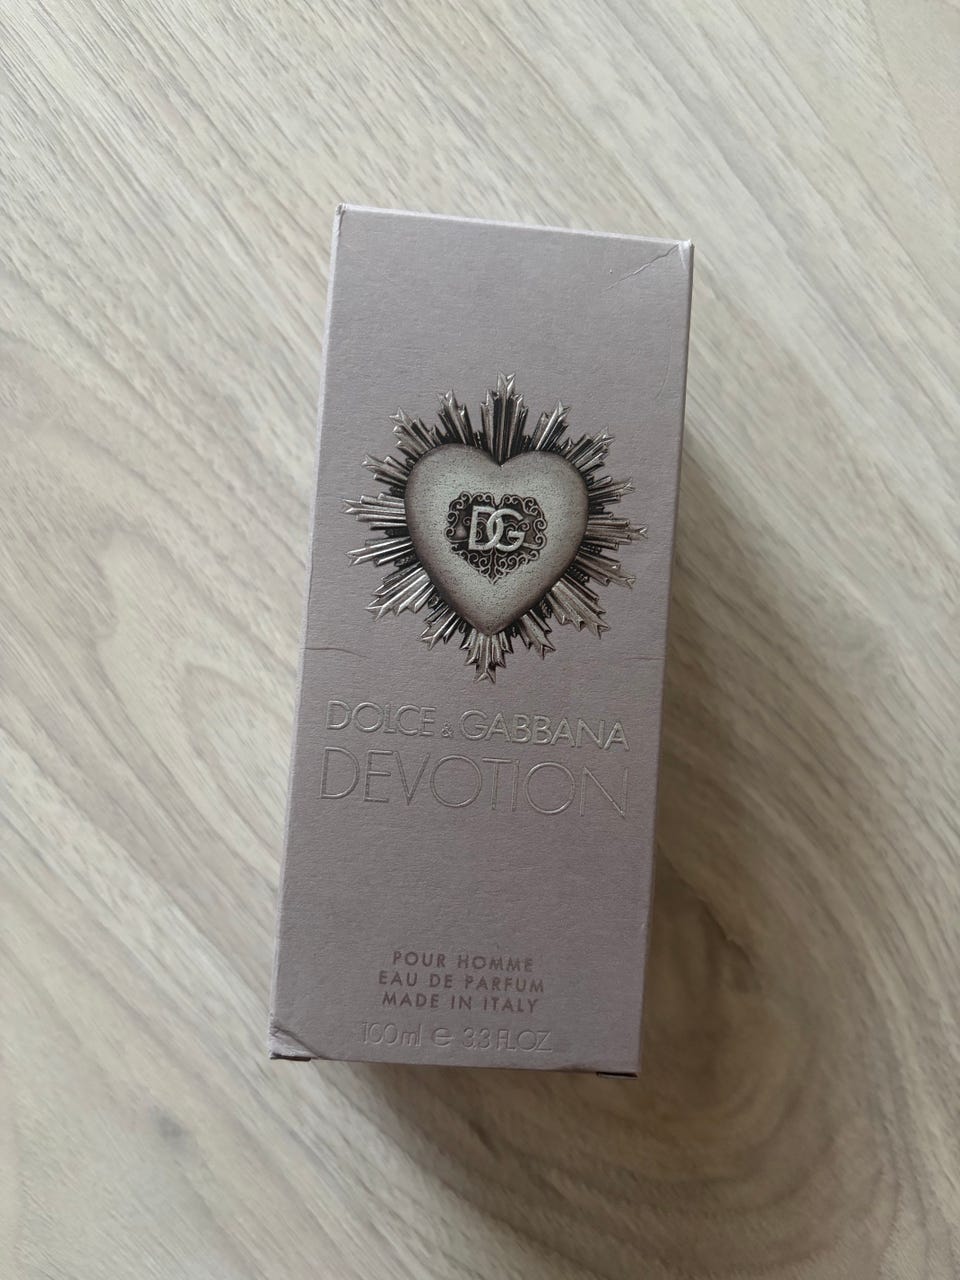 DG
DOLCE & GABBANA
DEVOTION
POUR HOMME
EAU DE PARFUM
MADE IN ITALY
100ml ℮ 3.3 FL.OZ